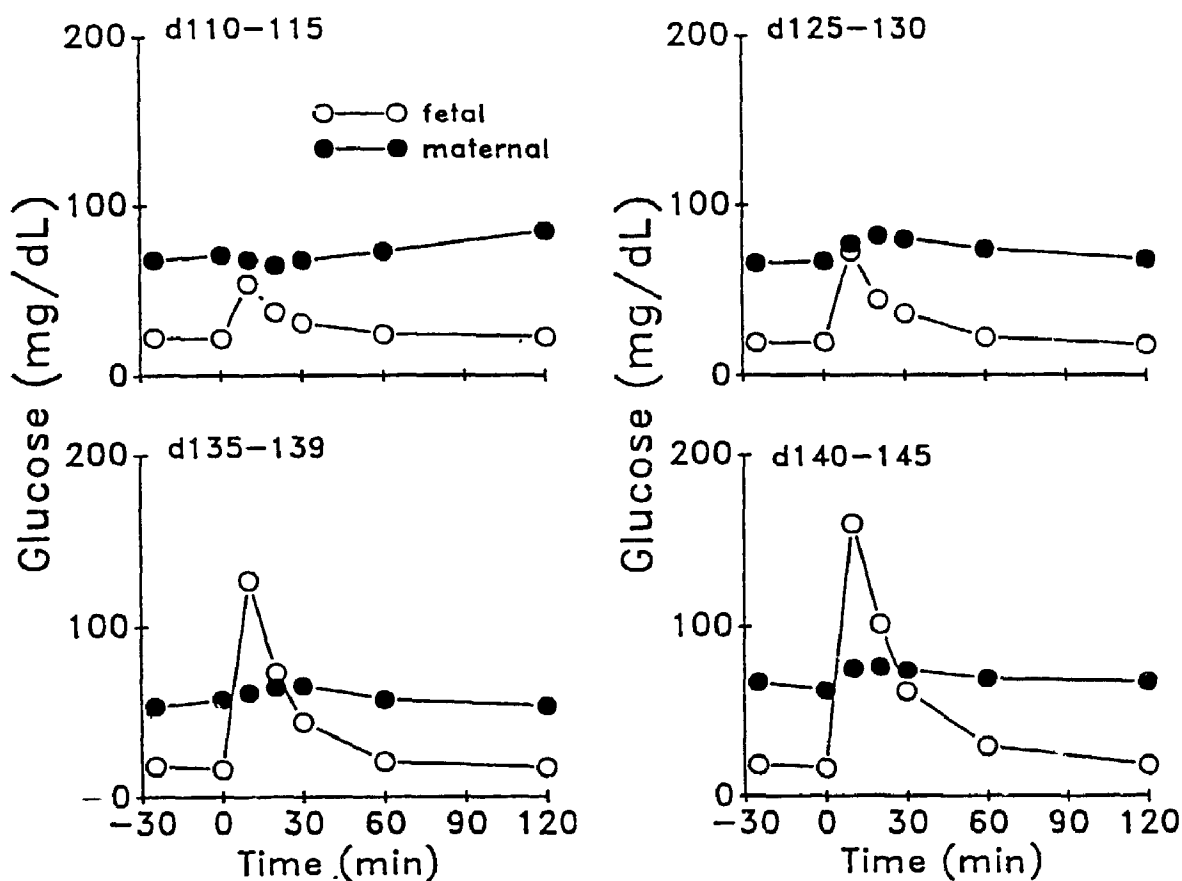 d110-115
200
fetal
maternal
100
0
Glucose (mg/dL)
d125-130
200
100
0
Glucose (mg/dL)
d135-139
200
100
0
-30 0 30 60 90 120
Time (min)
d140-145
200
100
0
-30 0 30 60 90 120
Time (min)